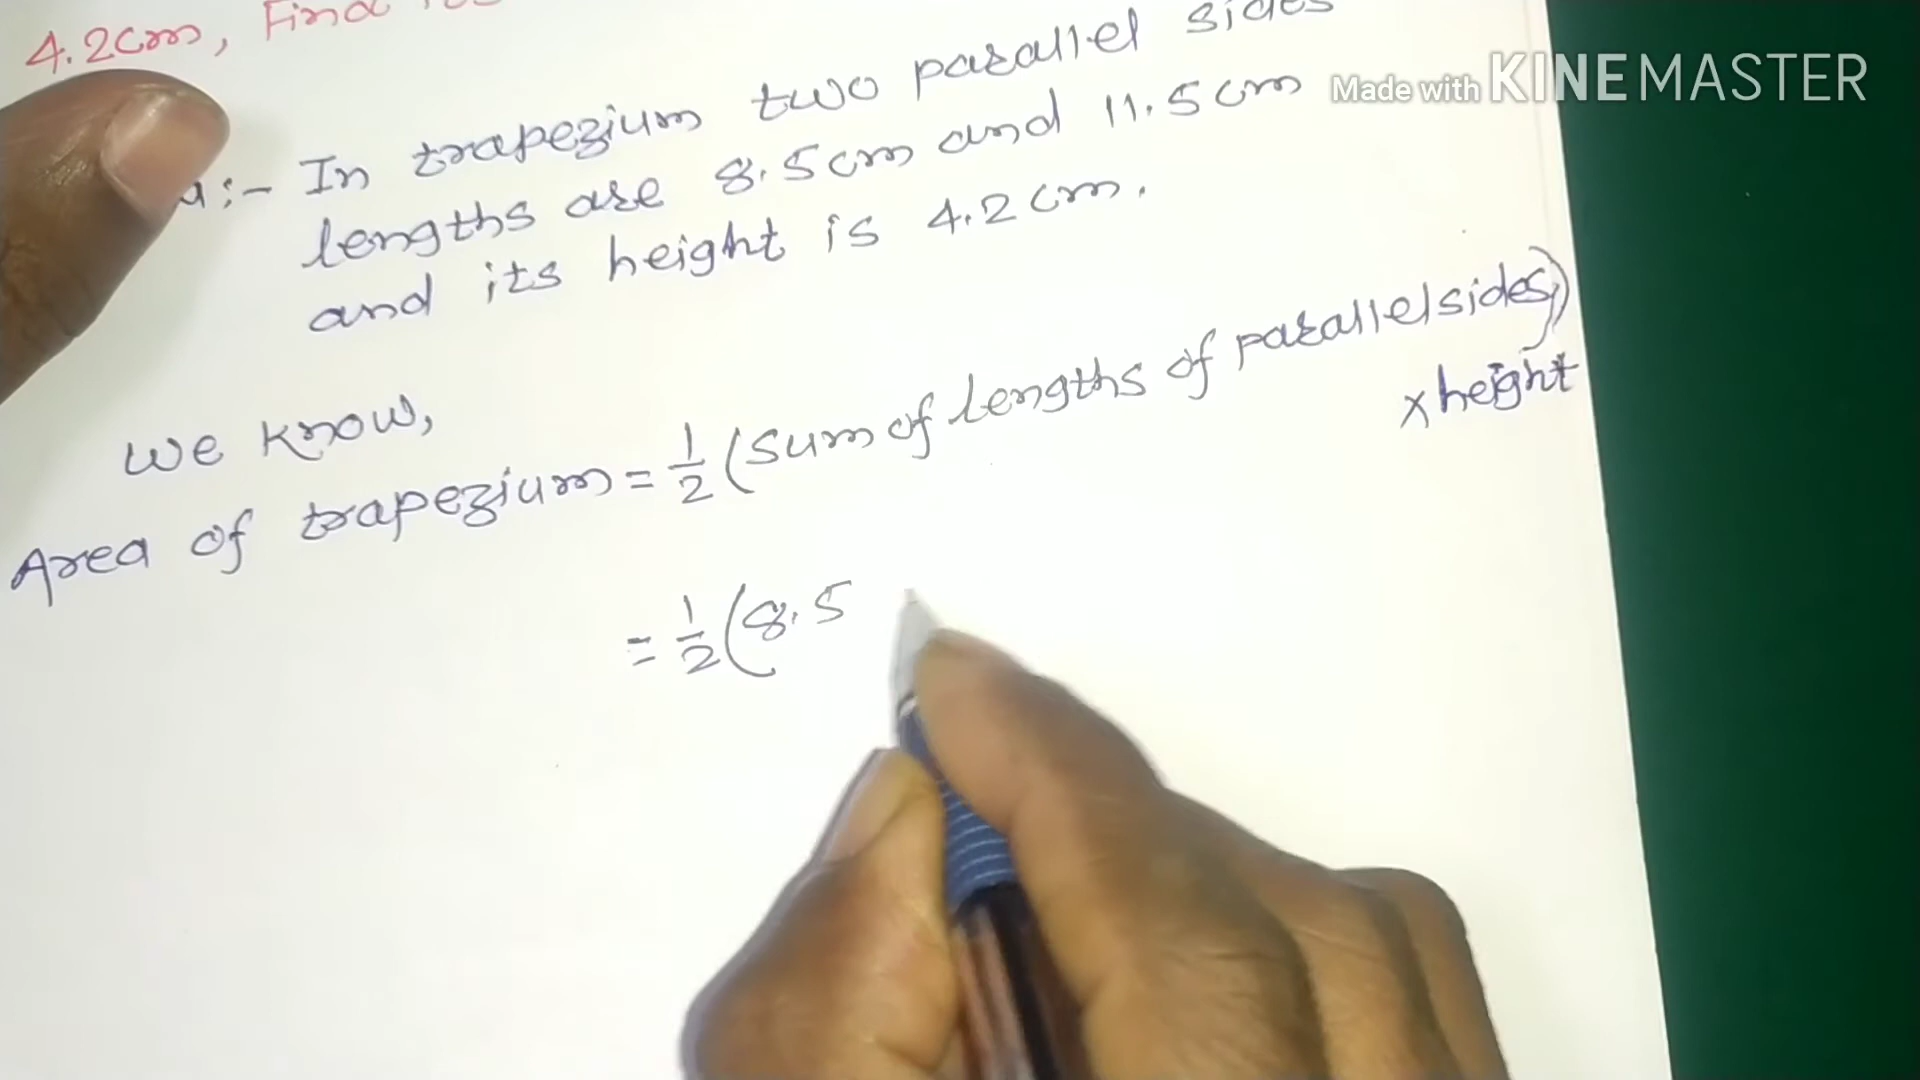 4.2cm, Find its
Made with KINEMASTER
:- In trapezium two parallel sides
lengths are 8.5cm and 11.5cm
and its height is 4.2cm.
We know,
Area of trapezium = 1/2 (sum of lengths of parallel sides)
× height
= 1/2 (8.5